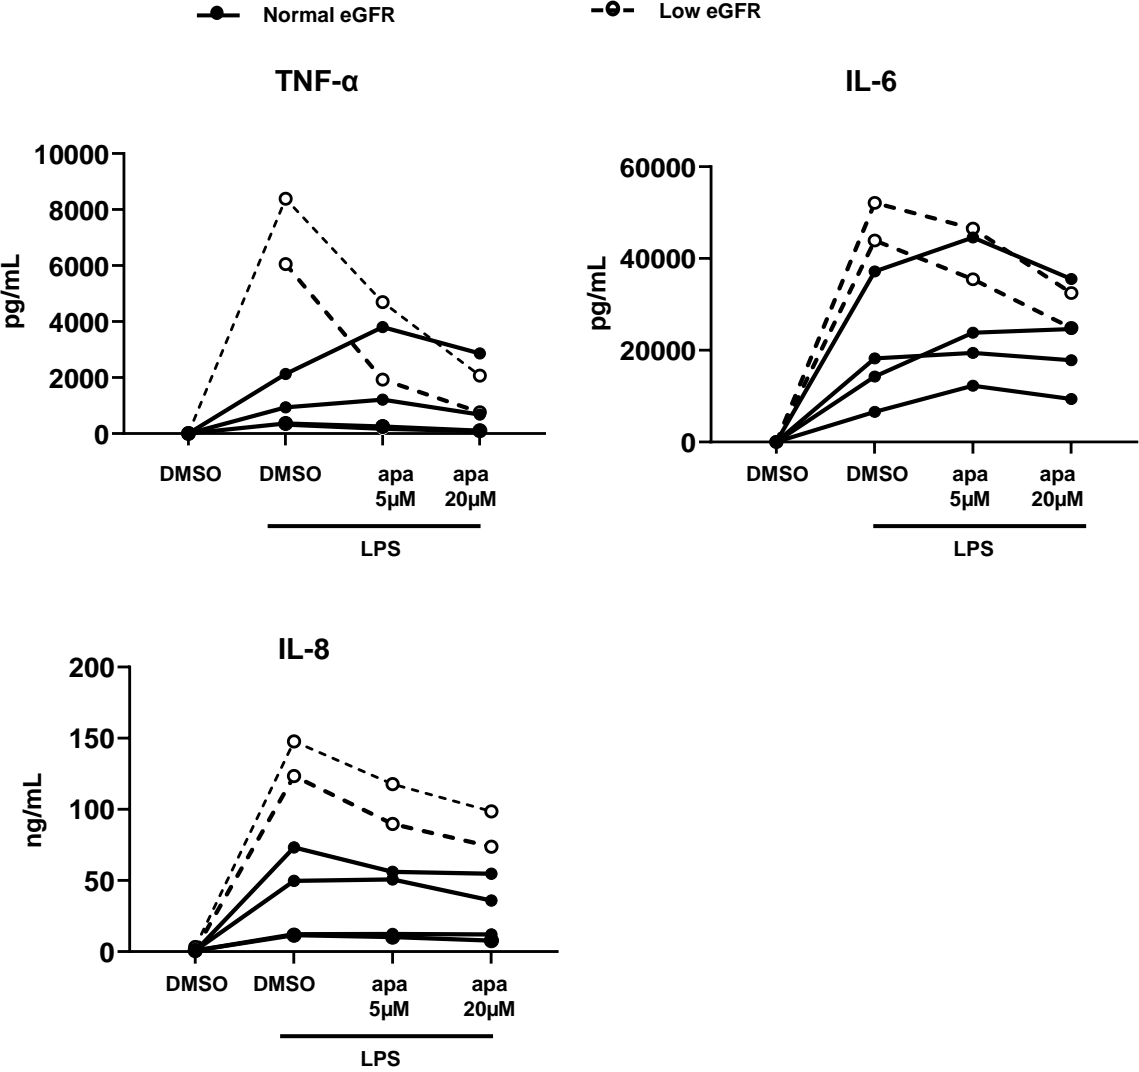 Normal eGFR
Low eGFR
TNF-α
pg/mL
10000
8000
6000
4000
2000
0
DMSO DMSO apa apa
5µM 20µM
LPS
IL-6
pg/mL
60000
40000
20000
0
DMSO DMSO apa apa
5µM 20µM
LPS
IL-8
ng/mL
200
150
100
50
0
DMSO DMSO apa apa
5µM 20µM
LPS